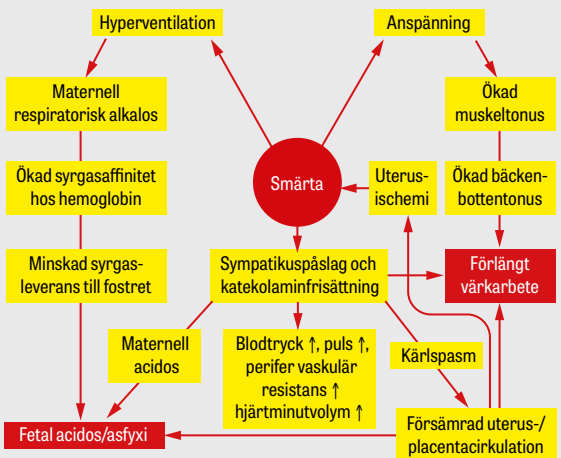 Hyperventilation
Anspänning
Maternell
respiratorisk alkalos
Ökad
muskeltonus
Ökad syrgasaffinitet
hos hemoglobin
Smärta
Uterus-
ischemi
Ökad bäcken-
bottentonus
Minskad syrgas-
leverans till fostret
Sympatikuspåslag och
katekolaminfrisättning
Förlängt
värkarbete
Maternell
acidos
Blodtryck ↑, puls ↑,
perifer vaskulär
resistans ↑
hjärtminutvolym ↑
Kärlspasm
Fetal acidos/asfyxi
Försämrad uterus-/
placentacirkulation